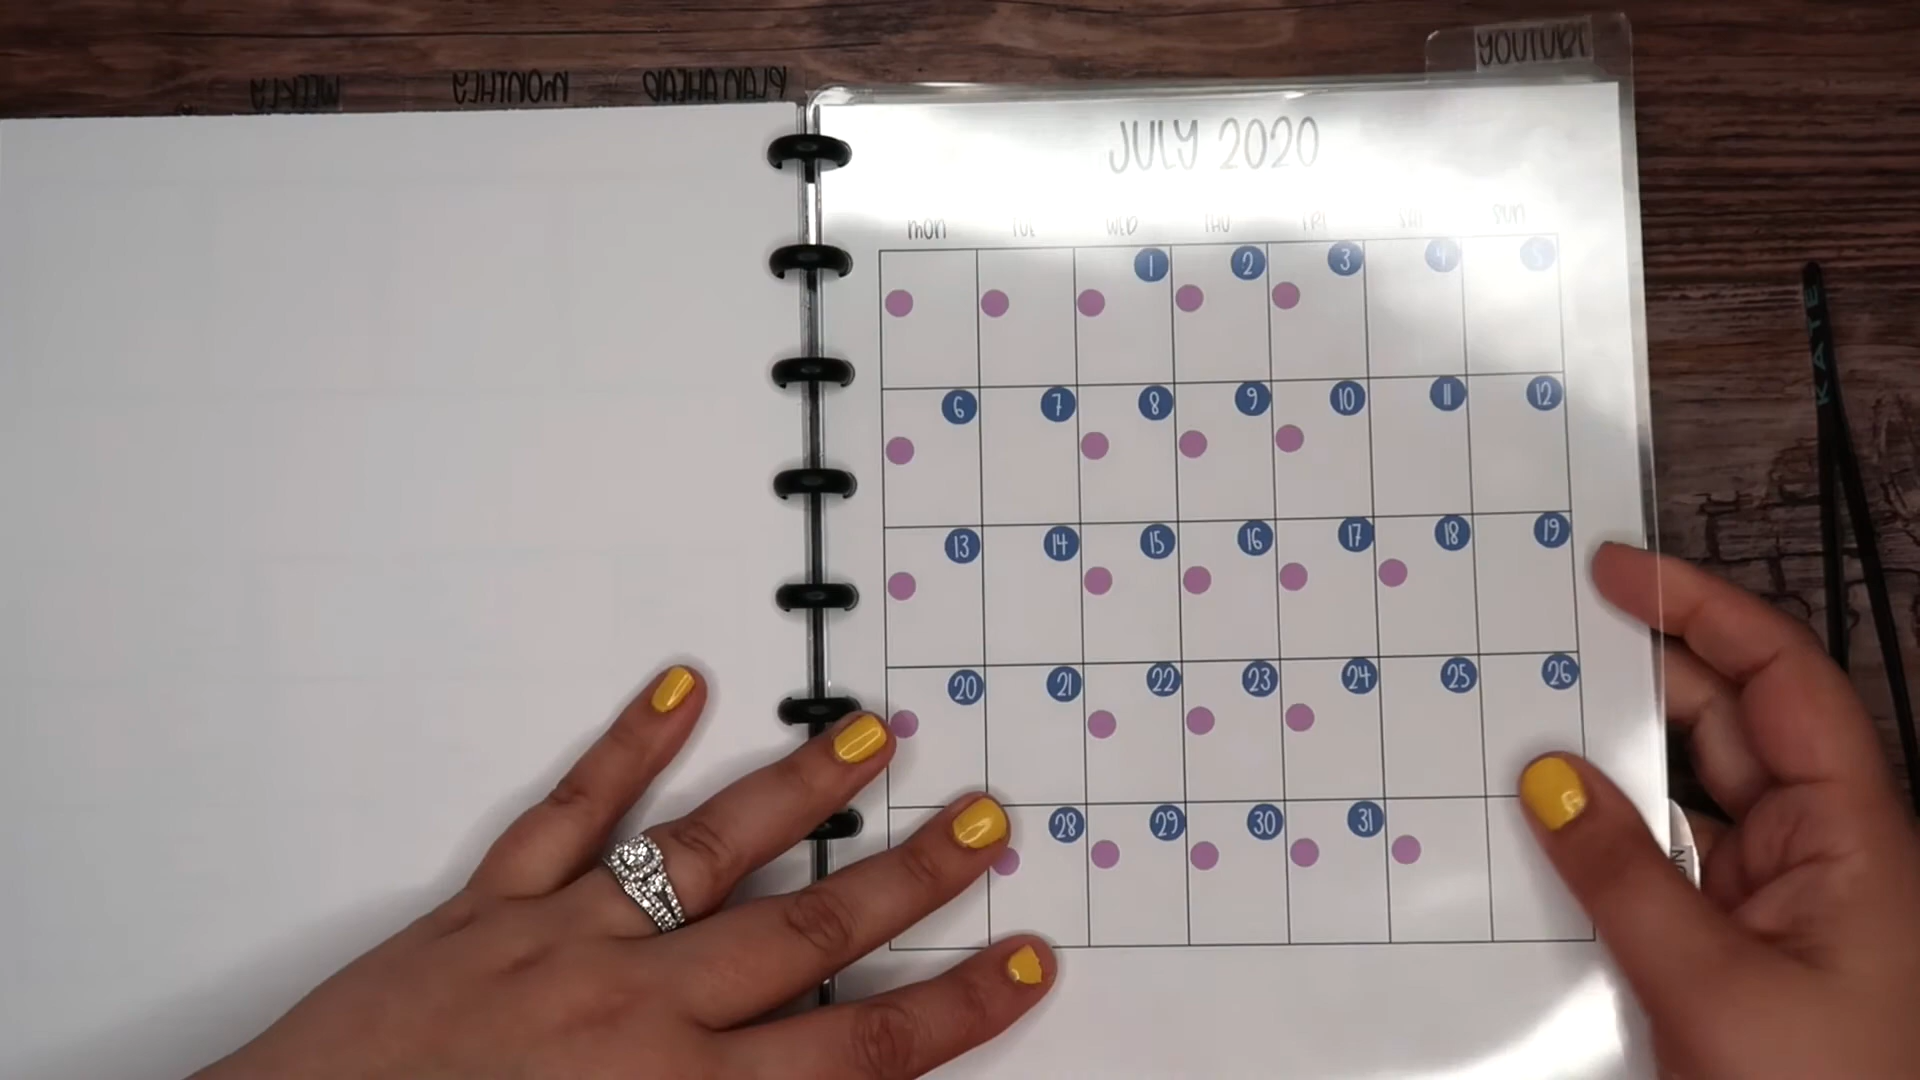 YOUTUBE
WEEKLY MONTHLY PLAN AHEAD
JULY 2020
MON TUE WED THU FRI SAT SUN
1 2 3 4 5
6 7 8 9 10 11 12
13 14 15 16 17 18 19
20 21 22 23 24 25 26
28 29 30 31
KATE